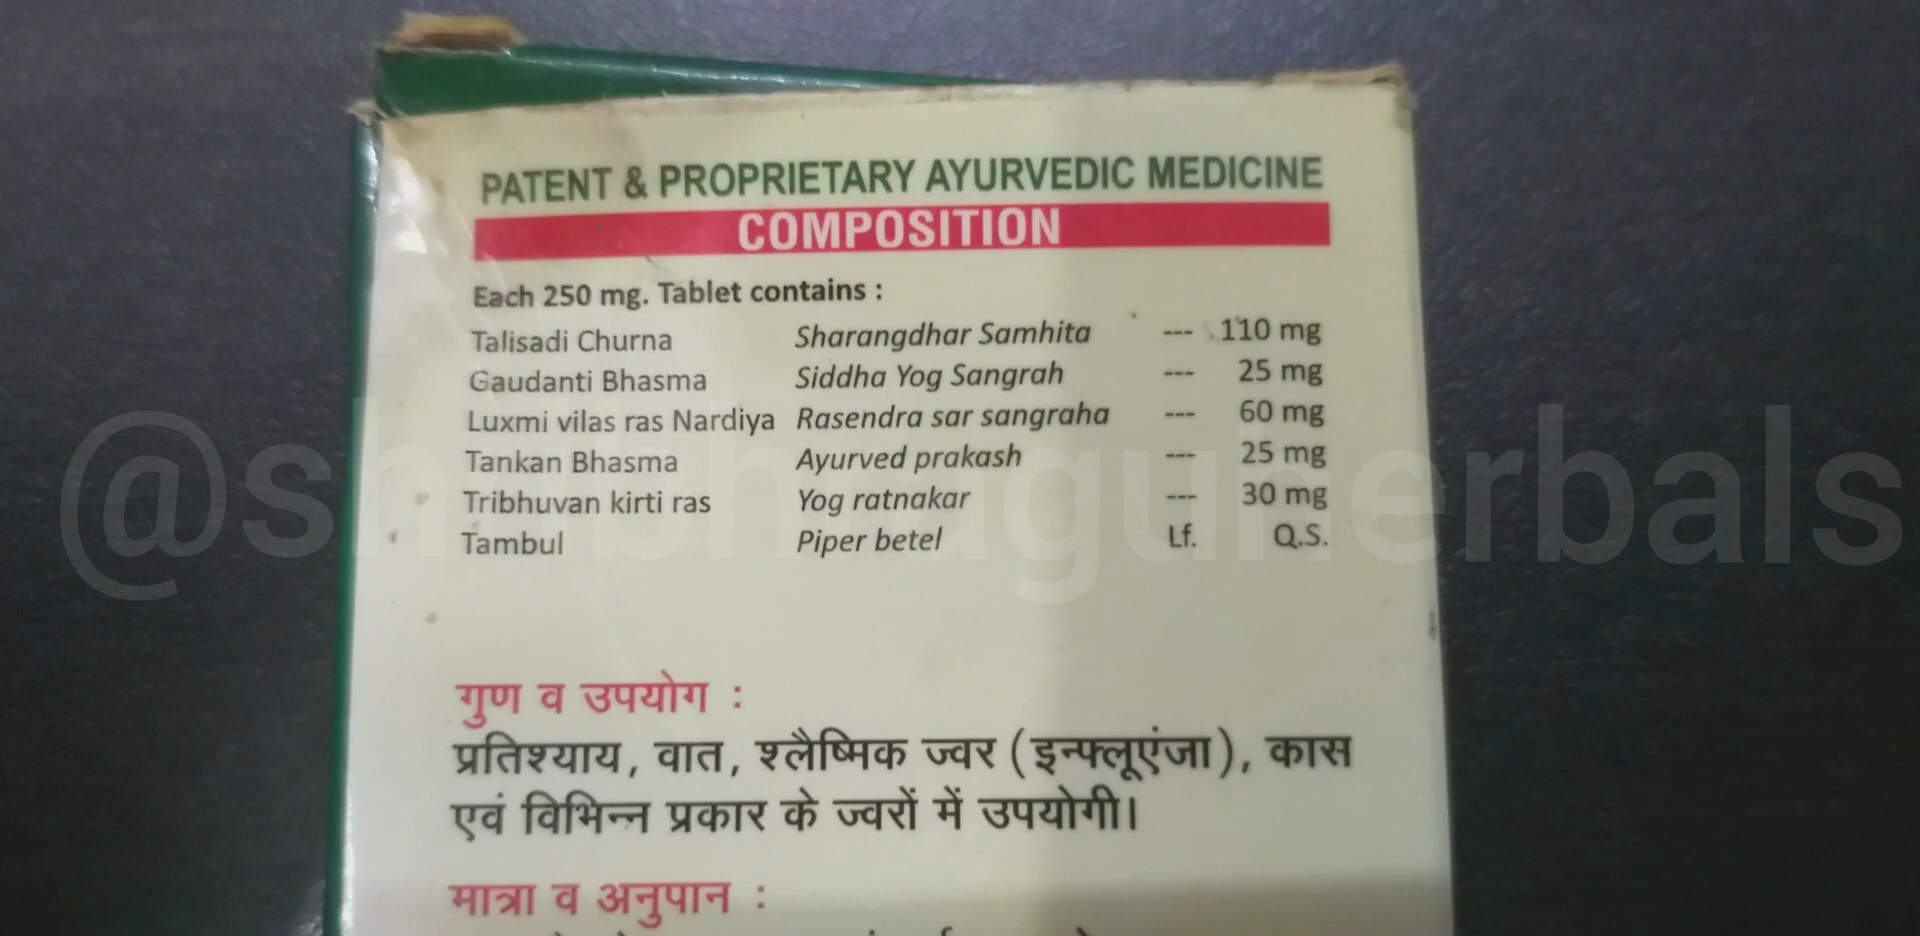 PATENT & PROPRIETARY AYURVEDIC MEDICINE
COMPOSITION
Each 250 mg. Tablet contains :
Talisadi Churna Sharangdhar Samhita --- 110 mg
Gaudanti Bhasma Siddha Yog Sangrah --- 25 mg
Luxmi vilas ras Nardiya Rasendra sar sangraha --- 60 mg
Tankan Bhasma Ayurved prakash --- 25 mg
Tribhuvan kirti ras Yog ratnakar --- 30 mg
Tambul Piper betel Lf. Q.S.
गुण व उपयोग :
प्रतिश्याय, वात, श्लैष्मिक ज्वर (इन्फ्लूएंजा), कास
एवं विभिन्न प्रकार के ज्वरों में उपयोगी।
मात्रा व अनुपान :